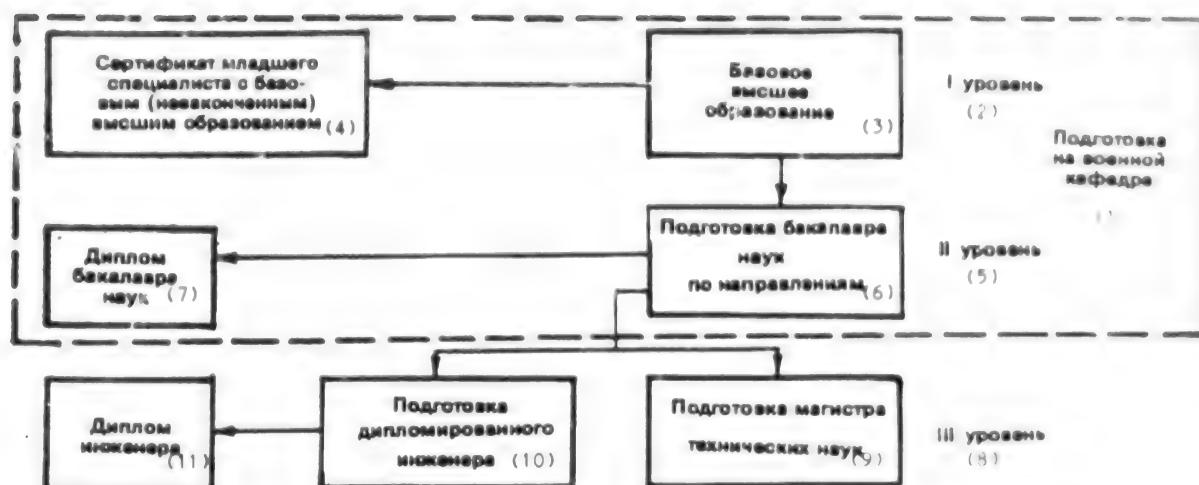 Сертификат младшего
специалиста с базо-
вым (незаконченным)
высшим образованием (4)
Базовое
высшее
образование (3)
I уровень
(2)
Подготовка
на военной
кафедре
Диплом
бакалавра
наук (7)
Подготовка бакалавра
наук
по направлениям (6)
II уровень
(5)
Диплом
инженера (11)
Подготовка
дипломированного
инженера (10)
Подготовка магистра
технических наук (9)
III уровень
(8)